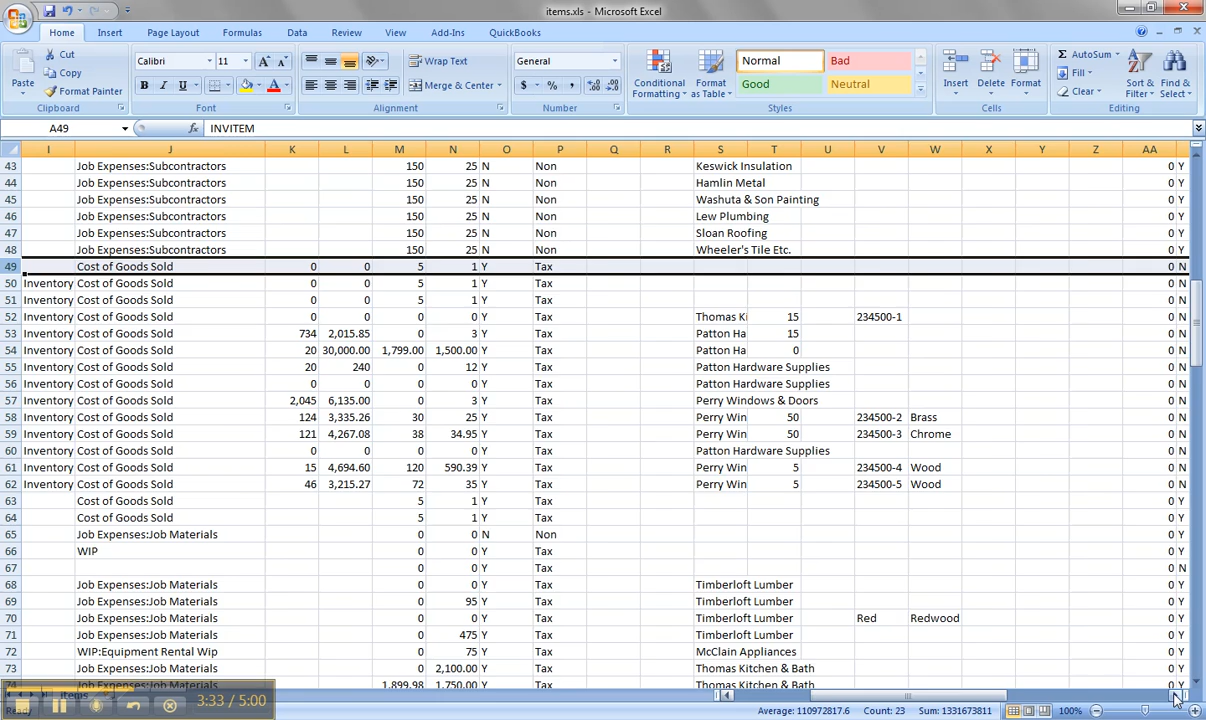 items.xls - Microsoft Excel
Home Insert Page Layout Formulas Data Review View Add-Ins QuickBooks
Paste Cut Copy Format Painter Calibri 11 B I U Wrap Text Merge & Center General $ % , Conditional Formatting Format as Table Normal Bad Good Neutral Insert Delete Format AutoSum Fill Clear Sort & Filter Find & Select
Clipboard Font Alignment Number Styles Cells Editing
A49 fx INVITEM
I J K L M N O P Q R S T U V W X Y Z AA
43 Job Expenses:Subcontractors 150 25 N Non Keswick Insulation 0 Y
44 Job Expenses:Subcontractors 150 25 N Non Hamlin Metal 0 Y
45 Job Expenses:Subcontractors 150 25 N Non Washuta & Son Painting 0 Y
46 Job Expenses:Subcontractors 150 25 N Non Lew Plumbing 0 Y
47 Job Expenses:Subcontractors 150 25 N Non Sloan Roofing 0 Y
48 Job Expenses:Subcontractors 150 25 N Non Wheeler's Tile Etc. 0 Y
49 Cost of Goods Sold 0 0 5 1 Y Tax 0 N
50 Inventory Cost of Goods Sold 0 0 5 1 Y Tax 0 N
51 Inventory Cost of Goods Sold 0 0 5 1 Y Tax 0 N
52 Inventory Cost of Goods Sold 0 0 0 0 Y Tax Thomas Ki 15 234500-1 0 N
53 Inventory Cost of Goods Sold 734 2,015.85 0 3 Y Tax Patton Ha 15 0 N
54 Inventory Cost of Goods Sold 20 30,000.00 1,799.00 1,500.00 Y Tax Patton Ha 0 0 N
55 Inventory Cost of Goods Sold 20 240 0 12 Y Tax Patton Hardware Supplies 0 N
56 Inventory Cost of Goods Sold 0 0 0 0 Y Tax Patton Hardware Supplies 0 N
57 Inventory Cost of Goods Sold 2,045 6,135.00 0 3 Y Tax Perry Windows & Doors 0 N
58 Inventory Cost of Goods Sold 124 3,335.26 30 25 Y Tax Perry Win 50 234500-2 Brass 0 N
59 Inventory Cost of Goods Sold 121 4,267.08 38 34.95 Y Tax Perry Win 50 234500-3 Chrome 0 N
60 Inventory Cost of Goods Sold 0 0 0 0 Y Tax Patton Hardware Supplies 0 N
61 Inventory Cost of Goods Sold 15 4,694.60 120 590.39 Y Tax Perry Win 5 234500-4 Wood 0 N
62 Inventory Cost of Goods Sold 46 3,215.27 72 35 Y Tax Perry Win 5 234500-5 Wood 0 N
63 Cost of Goods Sold 5 1 Y Tax 0 Y
64 Cost of Goods Sold 5 1 Y Tax 0 Y
65 Job Expenses:Job Materials 0 0 N Non 0 Y
66 WIP 0 0 Y Tax 0 Y
67 0 0 Y Tax 0 N
68 Job Expenses:Job Materials 0 0 Y Tax Timberloft Lumber 0 Y
69 Job Expenses:Job Materials 0 95 Y Tax Timberloft Lumber 0 Y
70 Job Expenses:Job Materials 0 0 Y Tax Timberloft Lumber Red Redwood 0 Y
71 Job Expenses:Job Materials 0 475 Y Tax Timberloft Lumber 0 Y
72 WIP:Equipment Rental Wip 0 75 Y Tax McClain Appliances 0 Y
73 Job Expenses:Job Materials 0 2,100.00 Y Tax Thomas Kitchen & Bath 0 Y
74 Job Expenses:Job Materials 1,899.98 1,750.00 Y Tax Thomas Kitchen & Bath 0 Y
items
3:33 / 5:00
Ready Average: 110972817.6 Count: 23 Sum: 1331673811 100%